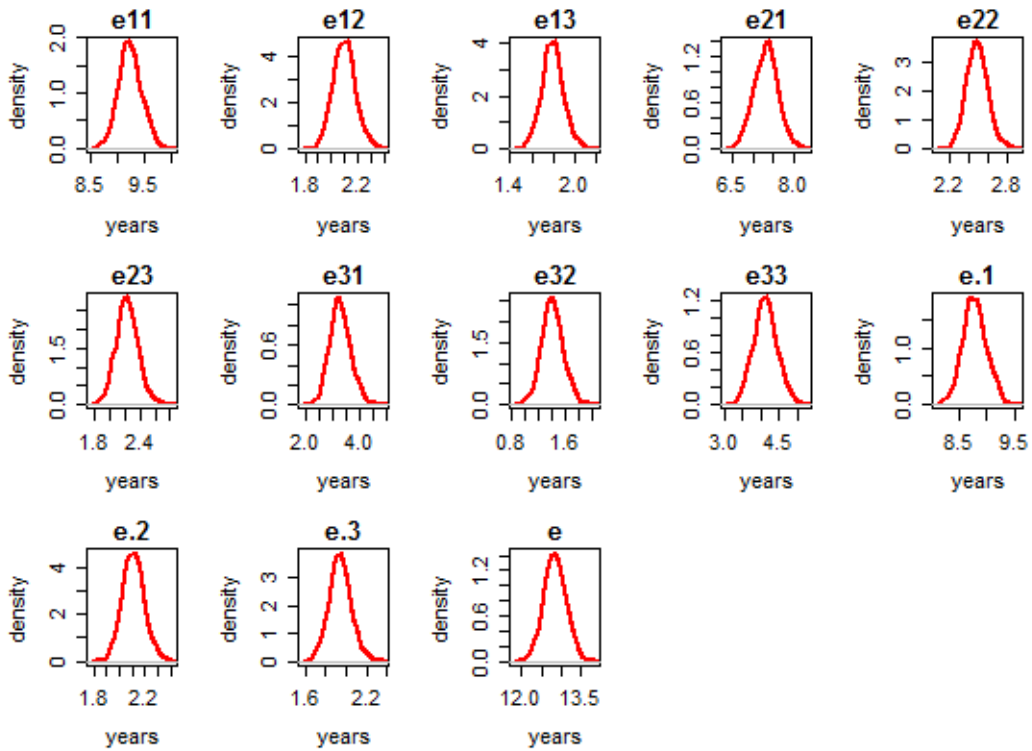 e11 e12 e13 e21 e22
density 0.0 1.0 2.0 density 0 2 4 density 0 1 2 3 4 density 0.0 0.6 1.2 density 0 1 2 3
8.5 9.5 1.8 2.2 1.4 2.0 6.5 8.0 2.2 2.8
years years years years years
e23 e31 e32 e33 e.1
density 0.0 1.5 density 0.0 0.6 density 0.0 1.5 density 0.0 0.6 1.2 density 0.0 1.0
1.8 2.4 2.0 4.0 0.8 1.6 3.0 4.5 8.5 9.5
years years years years years
e.2 e.3 e
density 0 2 4 density 0 1 2 3 density 0.0 0.6 1.2
1.8 2.2 1.6 2.2 12.0 13.5
years years years